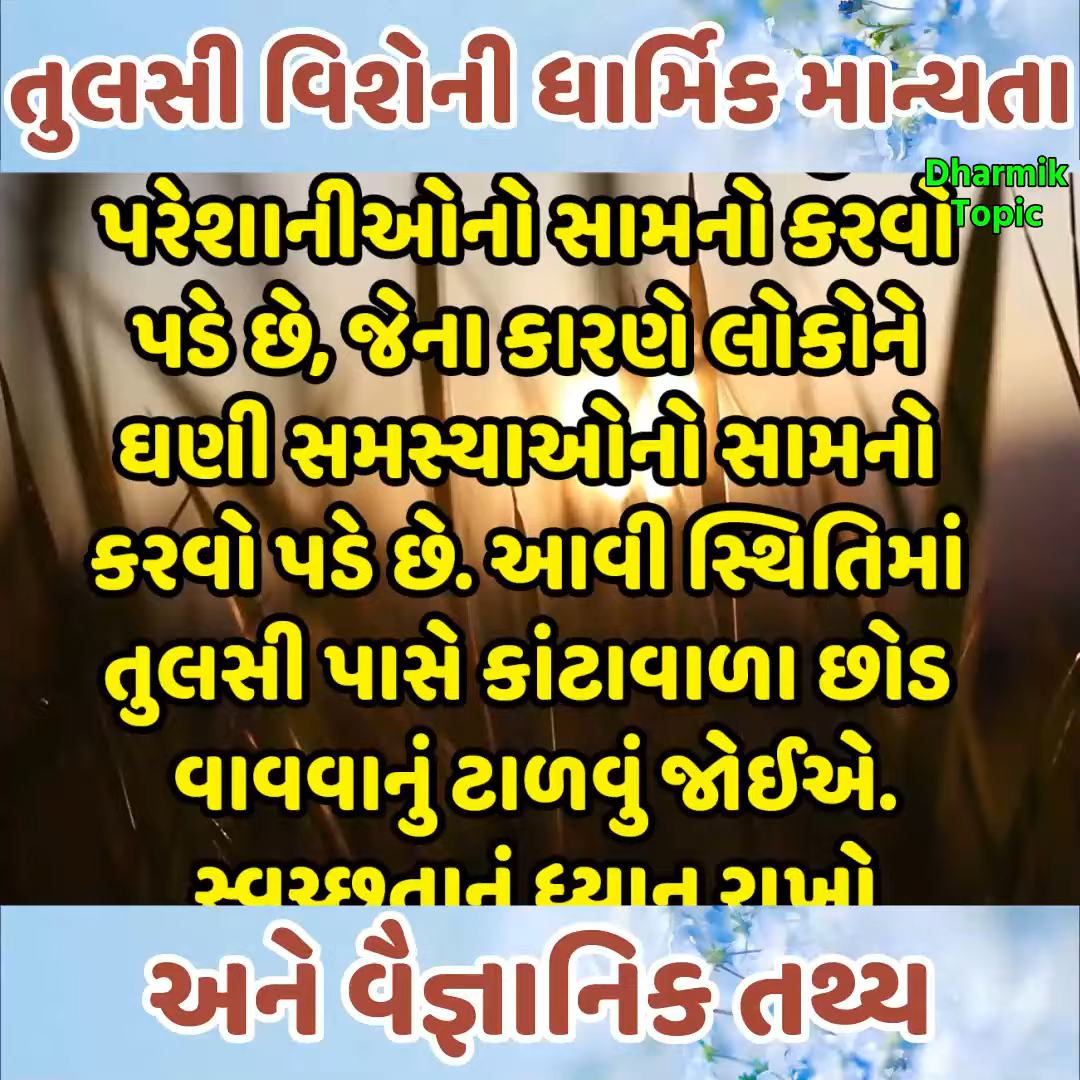 તુલસી વિશેની ધાર્મિક માન્યતા
Dharmik
Topic
પરેશાનીઓનો સામનો કરવો
પડે છે, જેના કારણે લોકોને
ઘણી સમસ્યાઓનો સામનો
કરવો પડે છે. આવી સ્થિતિમાં
તુલસી પાસે કાંટાવાળા છોડ
વાવવાનું ટાળવું જોઈએ.
સ્વચ્છતાનું ધ્યાન રાખો
અને વૈજ્ઞાનિક તથ્ય